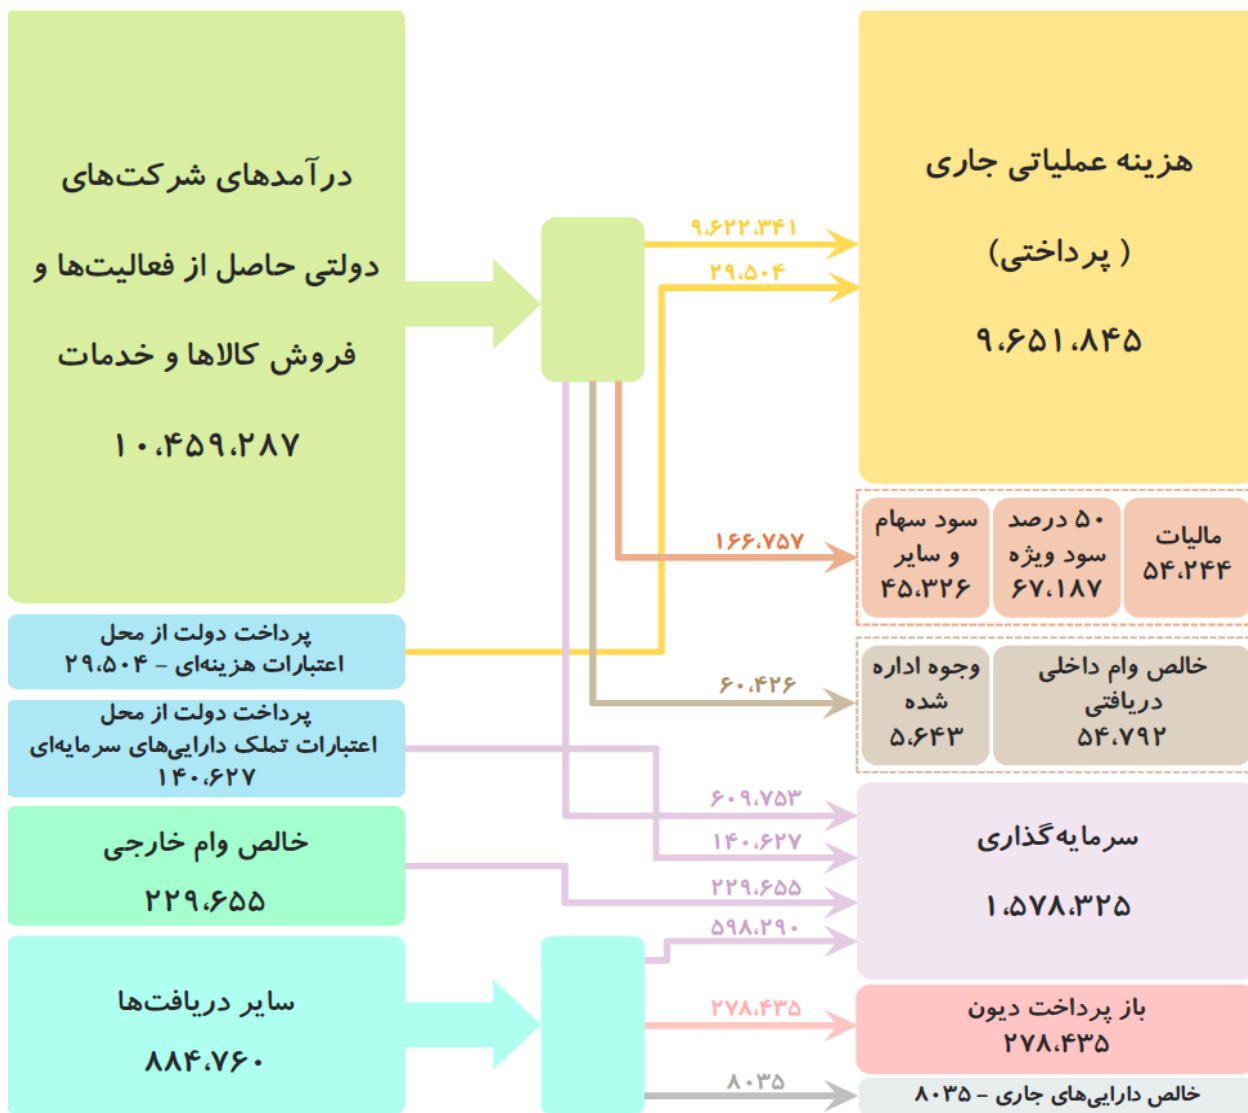 درآمدهای شرکت‌های
دولتی حاصل از فعالیت‌ها و
فروش کالاها و خدمات
۱۰،۴۵۹،۲۸۷
پرداخت دولت از محل
اعتبارات هزینه‌ای – ۲۹،۵۰۴
پرداخت دولت از محل
اعتبارات تملک دارایی‌های سرمایه‌ای
۱۴۰،۶۲۷
خالص وام خارجی
۲۲۹،۶۵۵
سایر دریافت‌ها
۸۸۴،۷۶۰
۹،۶۲۲،۳۴۱
۲۹،۵۰۴
۱۶۶،۷۵۷
۶۰،۴۲۶
۶۰۹،۷۵۳
۱۴۰،۶۲۷
۲۲۹،۶۵۵
۵۹۸،۲۹۰
۲۷۸،۴۳۵
۸۰۳۵
هزینه عملیاتی جاری
( پرداختی)
۹،۶۵۱،۸۴۵
مالیات
۵۴،۲۴۴
۵۰ درصد
سود ویژه
۶۷،۱۸۷
سود سهام
و سایر
۴۵،۳۲۶
خالص وام داخلی
دریافتی
۵۴،۷۹۲
وجوه اداره
شده
۵،۶۴۳
سرمایه‌گذاری
۱،۵۷۸،۳۲۵
باز پرداخت دیون
۲۷۸،۴۳۵
خالص دارایی‌های جاری – ۸۰۳۵